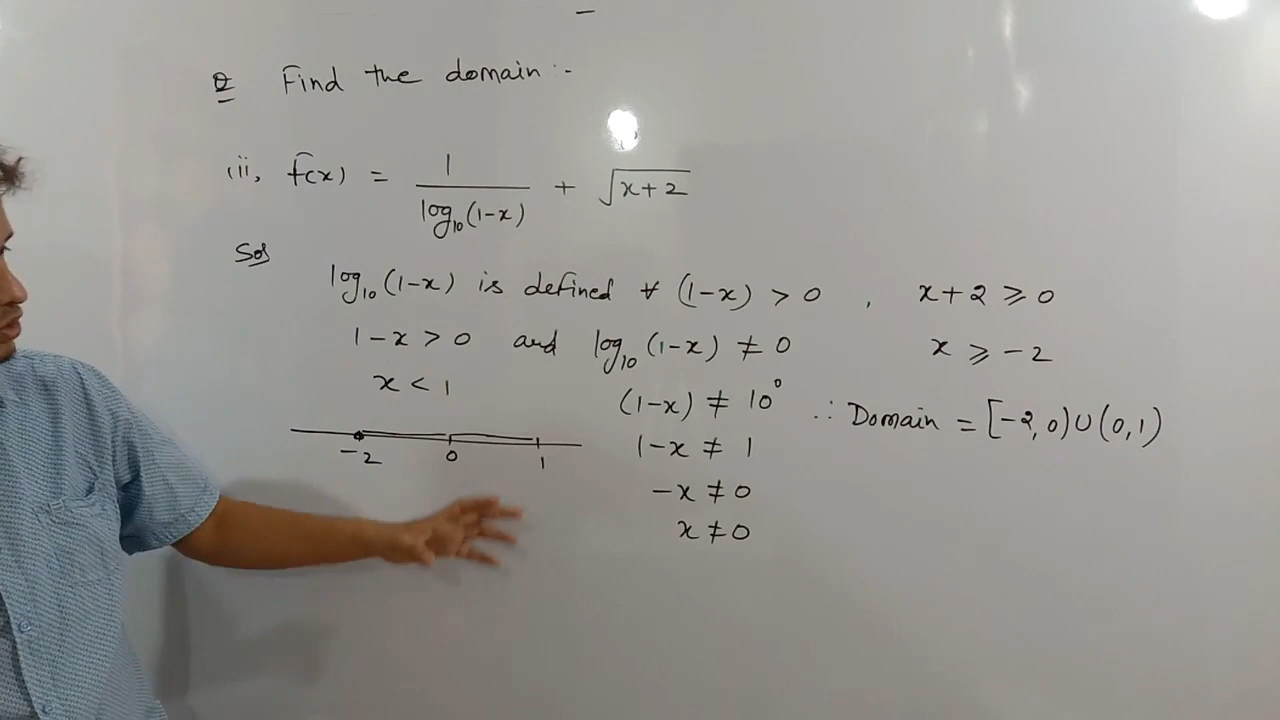 Q Find the domain :-
(ii, f(x) = 1/log₁₀(1-x) + √x+2
Sol
log₁₀(1-x) is defined ∀ (1-x) > 0 , x+2 ⩾ 0
1-x > 0 and log₁₀(1-x) ≠ 0 x ⩾ -2
x < 1
(1-x) ≠ 10⁰ ∴ Domain = [-2,0)∪(0,1)
-2 0 1
1-x ≠ 1
-x ≠ 0
x ≠ 0